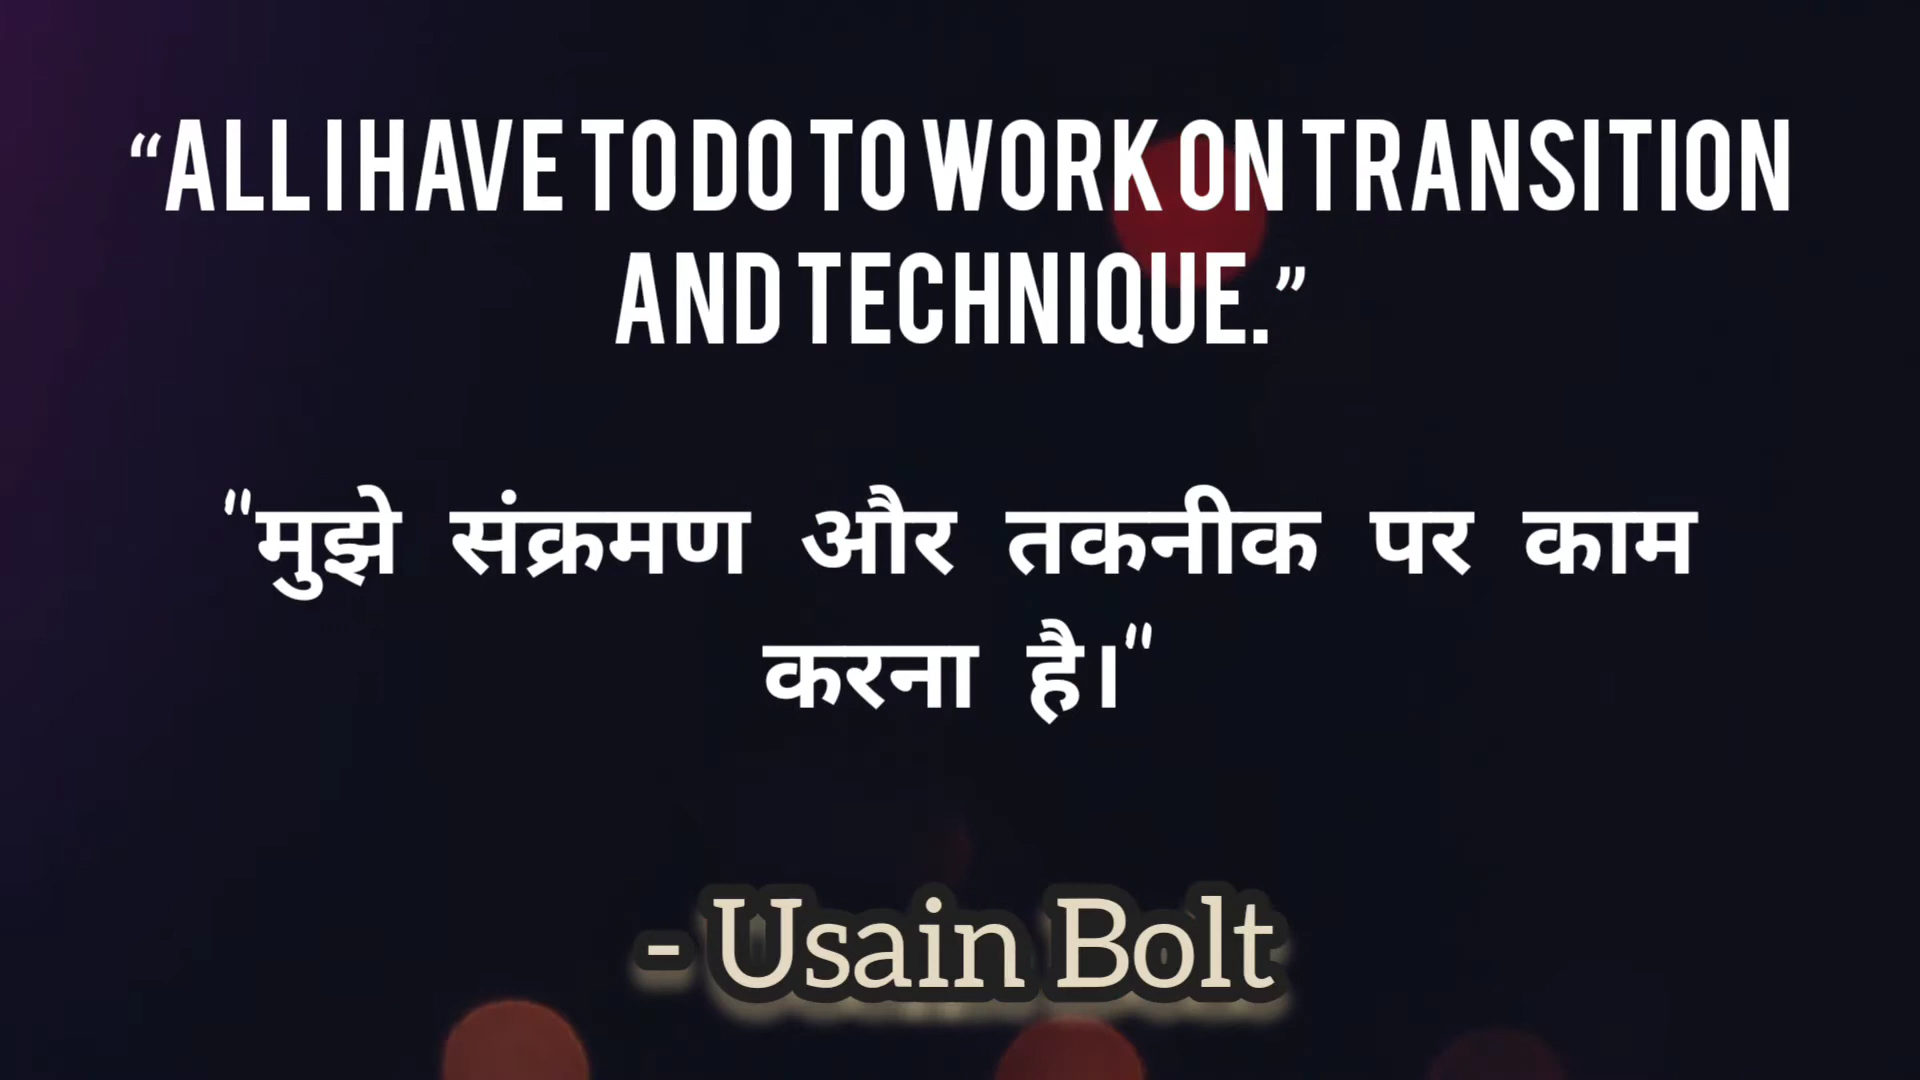 “ALL I HAVE TO DO TO WORK ON TRANSITION
AND TECHNIQUE.”
"मुझे संक्रमण और तकनीक पर काम
करना है।"
- Usain Bolt